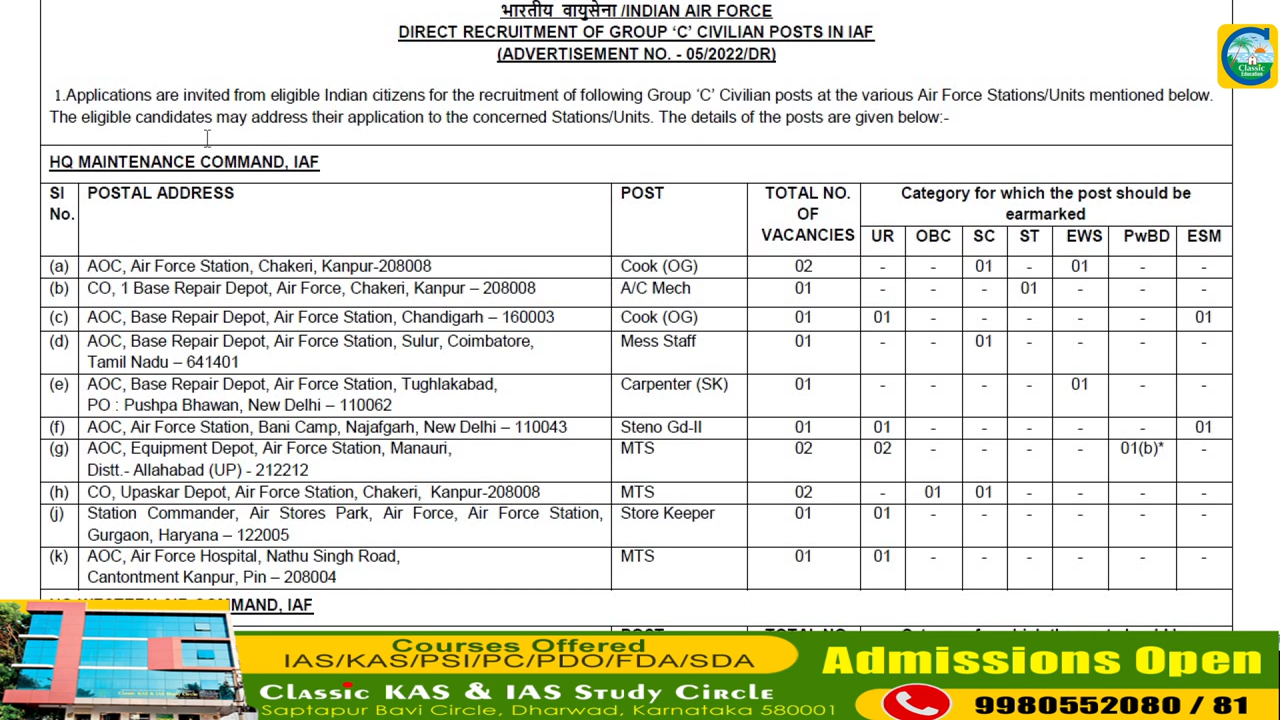 भारतीय वायुसेना /INDIAN AIR FORCE
DIRECT RECRUITMENT OF GROUP ‘C’ CIVILIAN POSTS IN IAF
(ADVERTISEMENT NO. - 05/2022/DR)
Classic
Education
1.Applications are invited from eligible Indian citizens for the recruitment of following Group ‘C’ Civilian posts at the various Air Force Stations/Units mentioned below.
The eligible candidates may address their application to the concerned Stations/Units. The details of the posts are given below:-
HQ MAINTENANCE COMMAND, IAF
Sl No. POSTAL ADDRESS POST TOTAL NO. OF VACANCIES Category for which the post should be earmarked
UR OBC SC ST EWS PwBD ESM
(a) AOC, Air Force Station, Chakeri, Kanpur-208008 Cook (OG) 02 - - 01 - 01 - -
(b) CO, 1 Base Repair Depot, Air Force, Chakeri, Kanpur – 208008 A/C Mech 01 - - - 01 - - -
(c) AOC, Base Repair Depot, Air Force Station, Chandigarh – 160003 Cook (OG) 01 01 - - - - - 01
(d) AOC, Base Repair Depot, Air Force Station, Sulur, Coimbatore, Mess Staff 01 - - 01 - - - -
Tamil Nadu – 641401
(e) AOC, Base Repair Depot, Air Force Station, Tughlakabad, Carpenter (SK) 01 - - - - 01 - -
PO : Pushpa Bhawan, New Delhi – 110062
(f) AOC, Air Force Station, Bani Camp, Najafgarh, New Delhi – 110043 Steno Gd-II 01 01 - - - - - 01
(g) AOC, Equipment Depot, Air Force Station, Manauri, MTS 02 02 - - - - 01(b)* -
Distt.- Allahabad (UP) - 212212
(h) CO, Upaskar Depot, Air Force Station, Chakeri, Kanpur-208008 MTS 02 - 01 01 - - - -
(j) Station Commander, Air Stores Park, Air Force, Air Force Station, Store Keeper 01 01 - - - - - -
Gurgaon, Haryana – 122005
(k) AOC, Air Force Hospital, Nathu Singh Road, MTS 01 01 - - - - - -
Cantontment Kanpur, Pin – 208004
MMAND, IAF
Courses Offered
IAS/KAS/PSI/PC/PDO/FDA/SDA
Classic KAS & IAS Study Circle
Saptapur Bavi Circle, Dharwad, Karnataka 580001
Admissions Open
9980552080 / 81